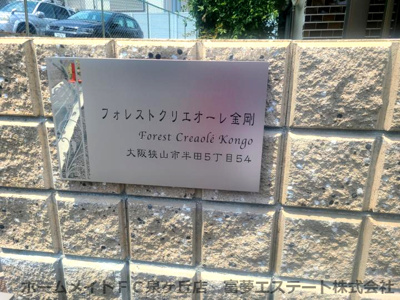 フォレストクリエオーレ金剛
Forest Creaolé Kongo
大阪狭山市半田5丁目54
ホームメイトFC泉ヶ丘店 富夢エステート株式会社